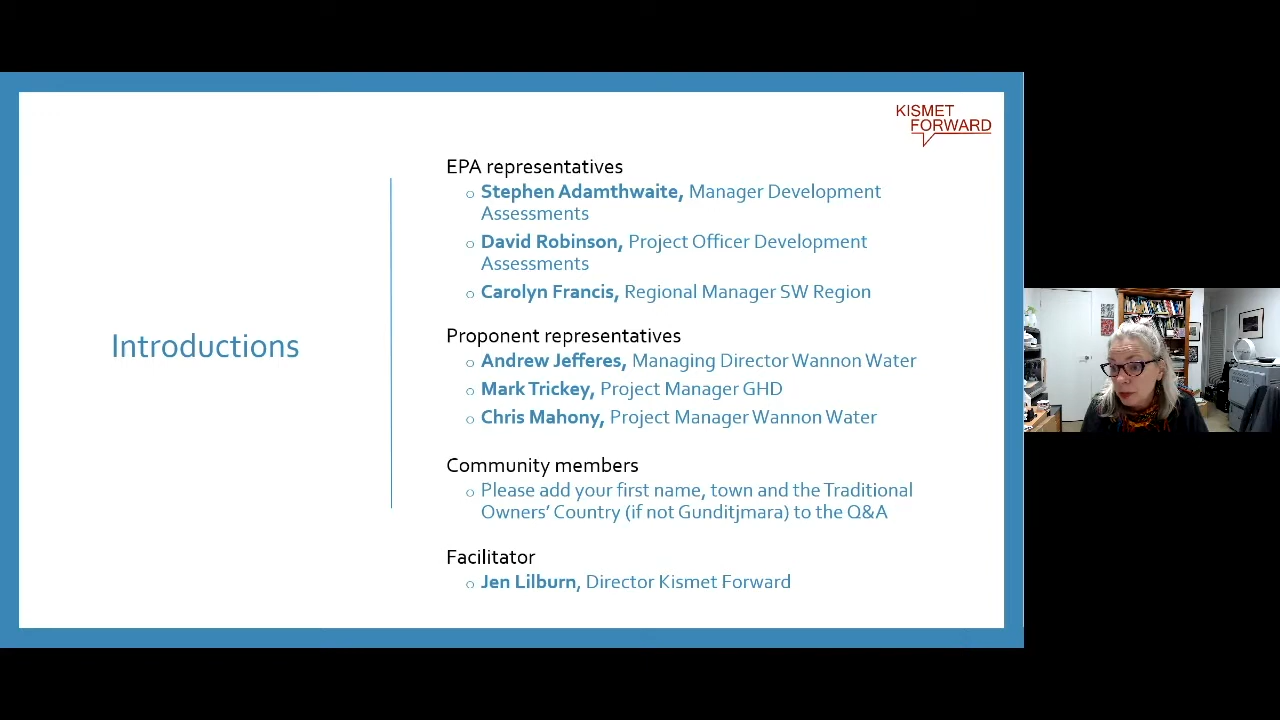 KISMET
FORWARD
EPA representatives
Stephen Adamthwaite, Manager Development
Assessments
David Robinson, Project Officer Development
Assessments
Carolyn Francis, Regional Manager SW Region
Introductions
Proponent representatives
Andrew Jefferes, Managing Director Wannon Water
Mark Trickey, Project Manager GHD
Chris Mahony, Project Manager Wannon Water
Community members
Please add your first name, town and the Traditional
Owners' Country (if not Gunditjmara) to the Q&A
Facilitator
Jen Lilburn, Director Kismet Forward